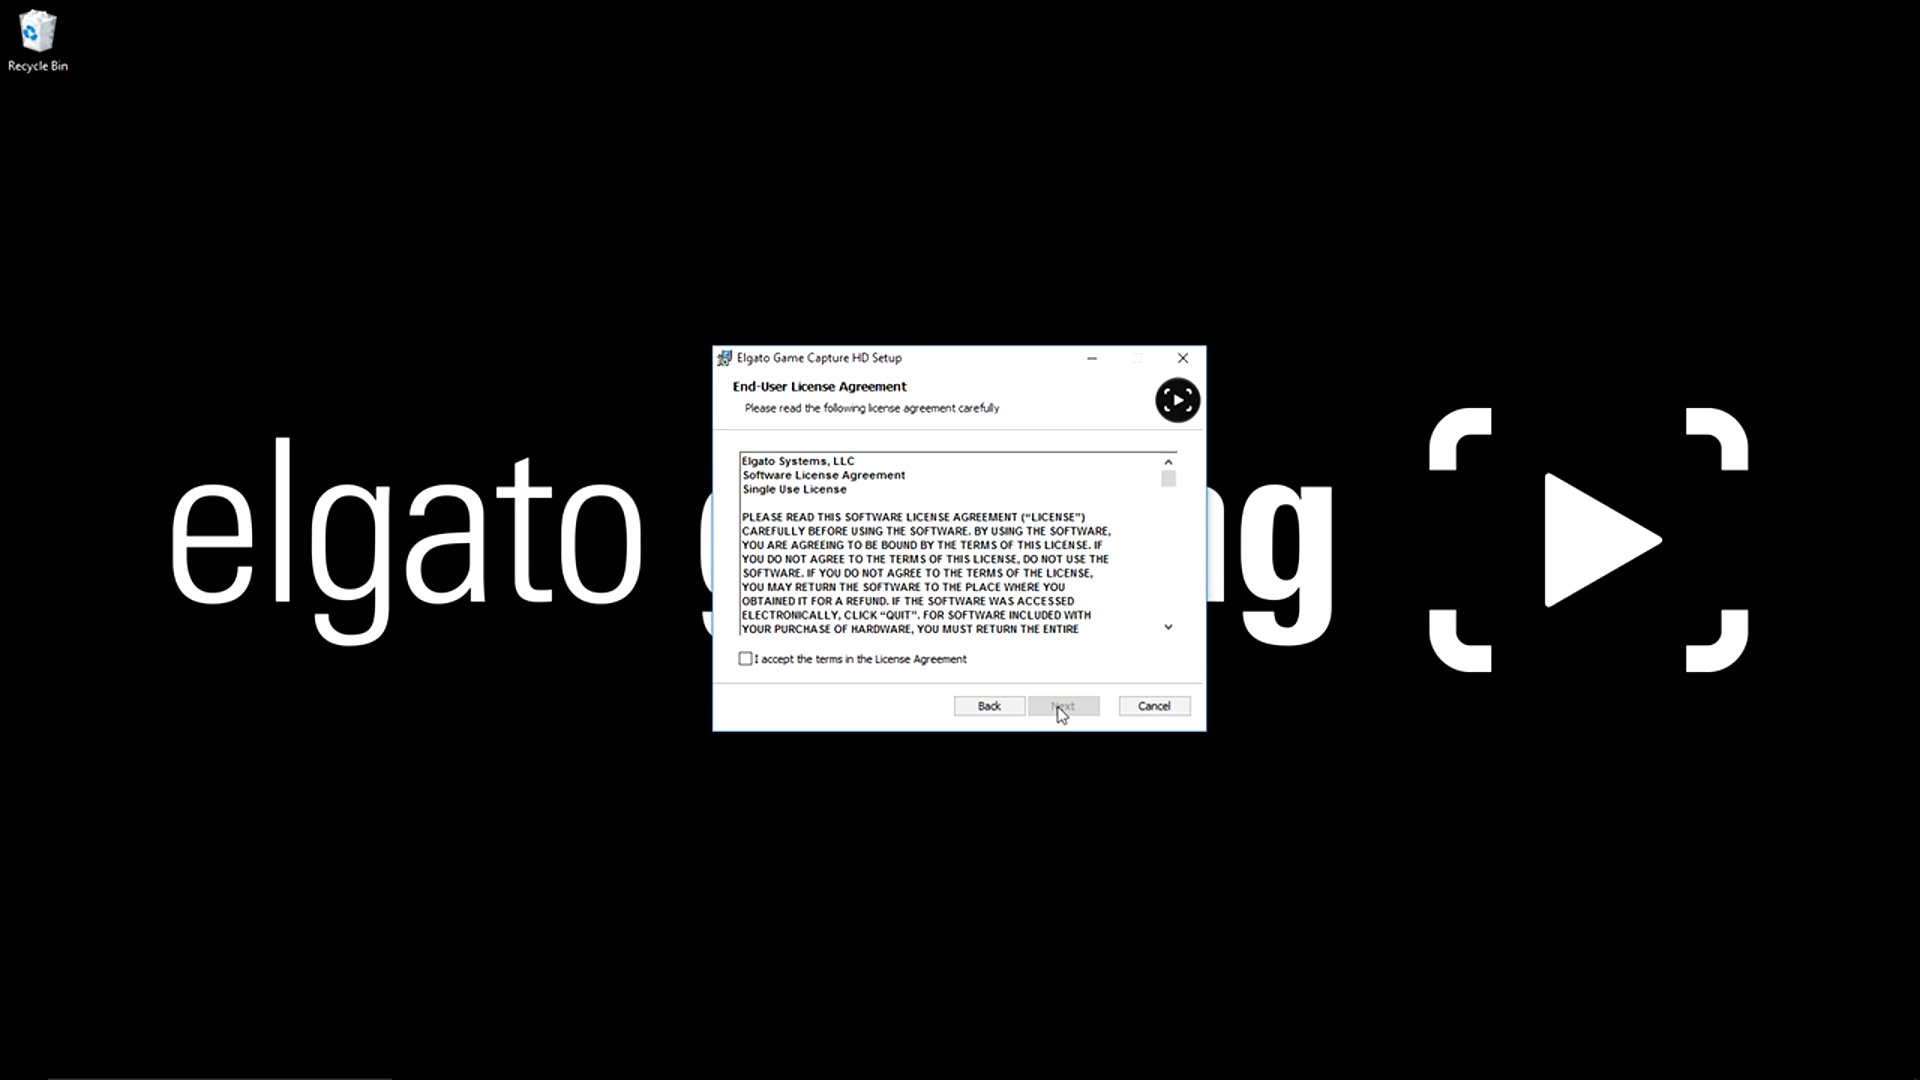 Recycle Bin
Elgato Game Capture HD Setup
End-User License Agreement
Please read the following license agreement carefully
elgato
ng
Elgato Systems, LLC
Software License Agreement
Single Use License
PLEASE READ THIS SOFTWARE LICENSE AGREEMENT (“LICENSE”)
CAREFULLY BEFORE USING THE SOFTWARE. BY USING THE SOFTWARE,
YOU ARE AGREEING TO BE BOUND BY THE TERMS OF THIS LICENSE. IF
YOU DO NOT AGREE TO THE TERMS OF THIS LICENSE, DO NOT USE THE
SOFTWARE. IF YOU DO NOT AGREE TO THE TERMS OF THE LICENSE,
YOU MAY RETURN THE SOFTWARE TO THE PLACE WHERE YOU
OBTAINED IT FOR A REFUND. IF THE SOFTWARE WAS ACCESSED
ELECTRONICALLY, CLICK “QUIT”. FOR SOFTWARE INCLUDED WITH
YOUR PURCHASE OF HARDWARE, YOU MUST RETURN THE ENTIRE
I accept the terms in the License Agreement
Back Next Cancel